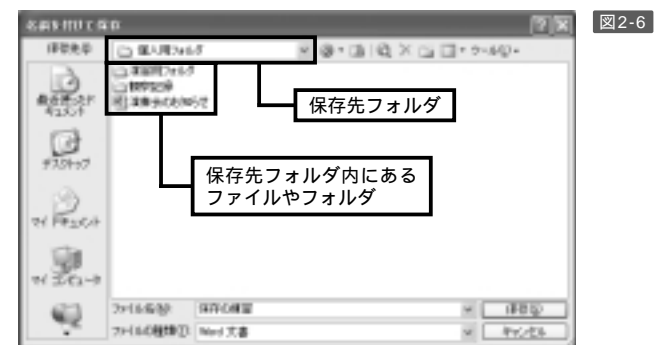 名前を付けて保存
図2-6
保存先
個人用フォルダ
ツール(L)
最近使ったド
キュメント
保存先フォルダ
デスクトップ
保存先フォルダ内にある
ファイルやフォルダ
マイ ドキュメント
マイ コンピュータ
ファイル名(N):
保存の練習
保存(S)
ファイルの種類(T):
Word 文書
キャンセル